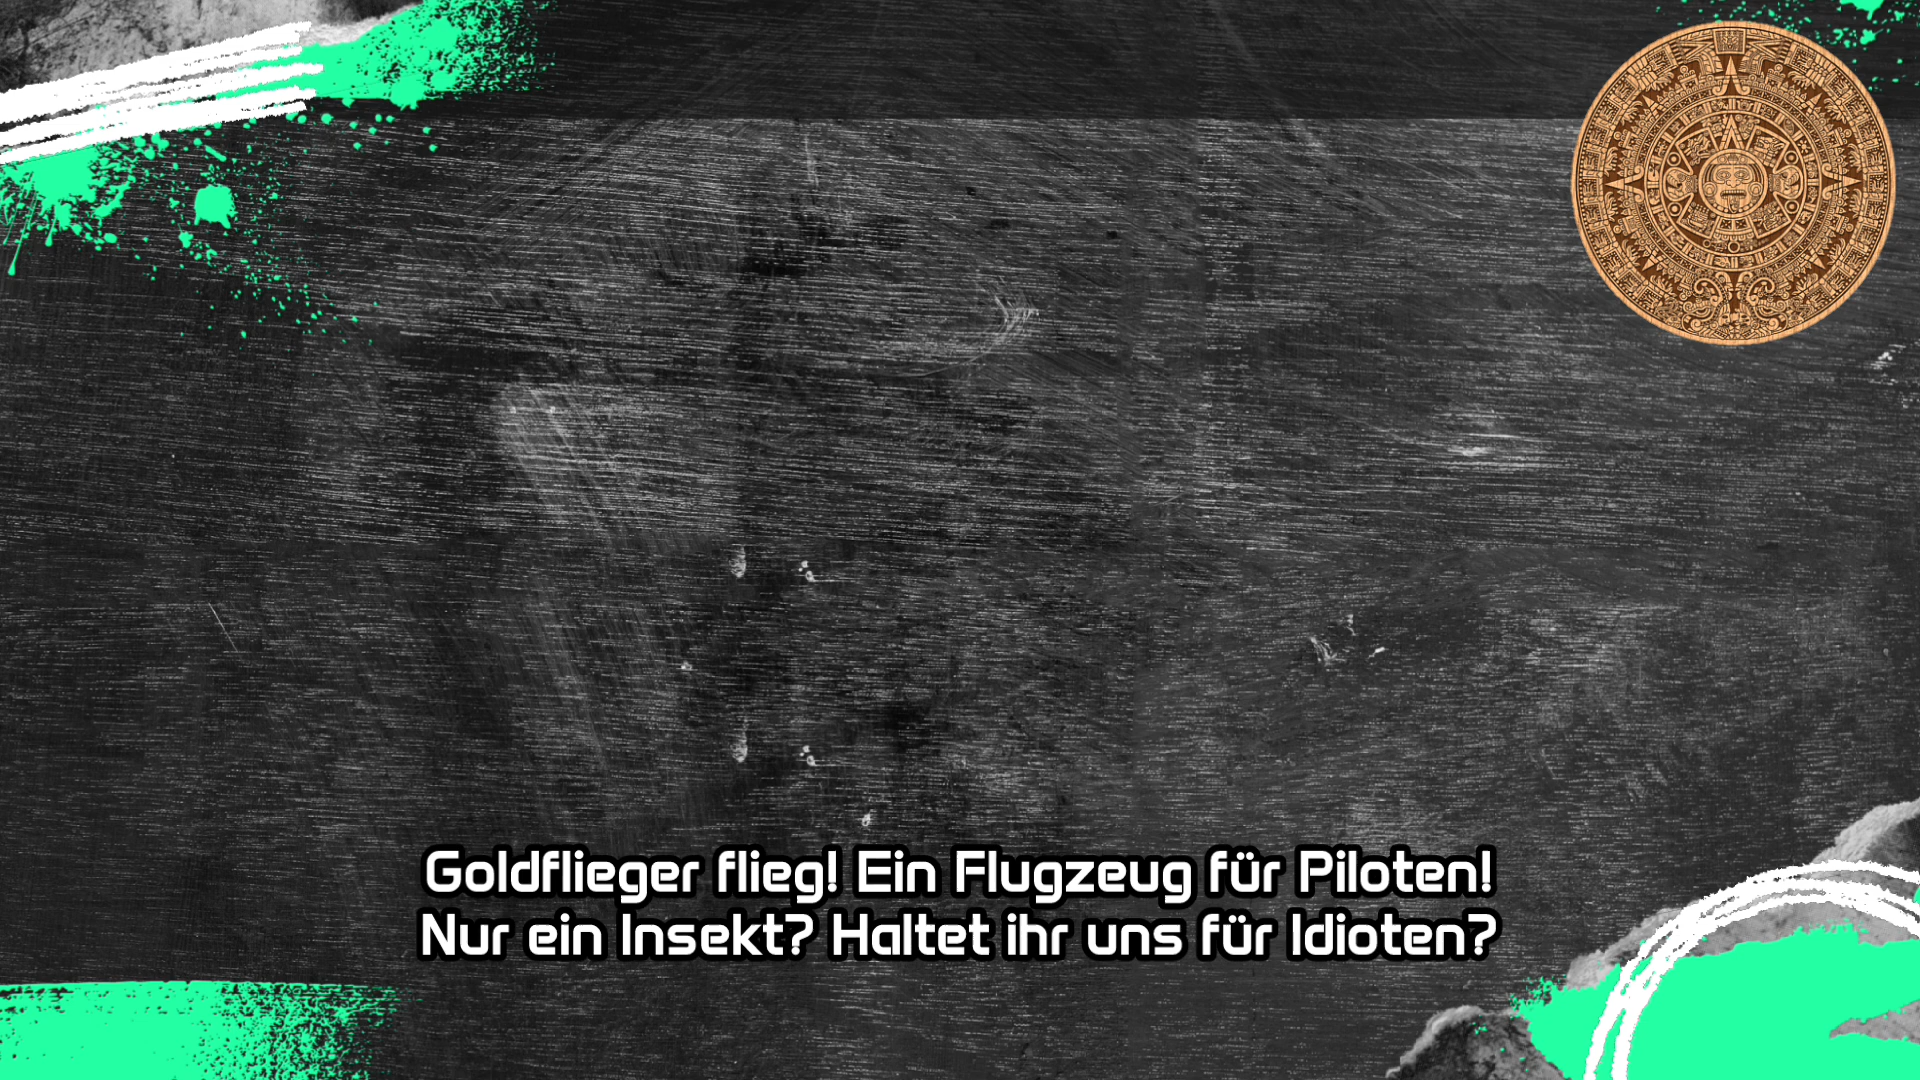 Goldflieger flieg! Ein Flugzeug für Piloten!
Nur ein Insekt? Haltet ihr uns für Idioten?